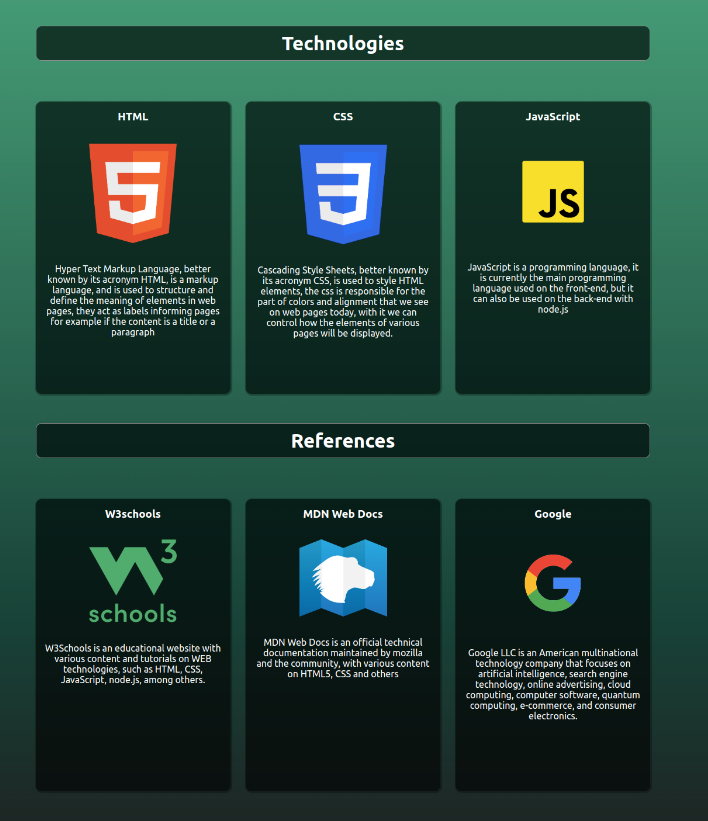 Technologies
HTML
5
Hyper Text Markup Language, better
known by its acronym HTML, is a markup
language, and is used to structure and
define the meaning of elements in web
pages, they act as labels informing pages
for example if the content is a title or a
paragraph
CSS
3
Cascading Style Sheets, better known by
its acronym CSS, is used to style HTML
elements, the css is responsible for the
part of colors and alignment that we see
on web pages today, with it we can
control how the elements of various
pages will be displayed.
JavaScript
JS
JavaScript is a programming language, it
is currently the main programming
language used on the front-end, but it
can also be used on the back-end with
node.js
References
W3schools
W3
schools
W3Schools is an educational website with
various content and tutorials on WEB
technologies, such as HTML, CSS,
JavaScript, node.js, among others.
MDN Web Docs
MDN Web Docs is an official technical
documentation maintained by mozilla
and the community, with various content
on HTML5, CSS and others
Google
G
Google LLC is an American multinational
technology company that focuses on
artificial intelligence, search engine
technology, online advertising, cloud
computing, computer software, quantum
computing, e-commerce, and consumer
electronics.